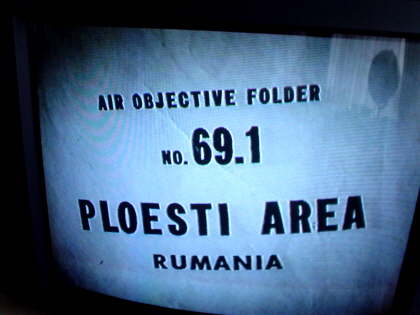 AIR OBJECTIVE FOLDER
NO. 69.1
PLOESTI AREA
RUMANIA